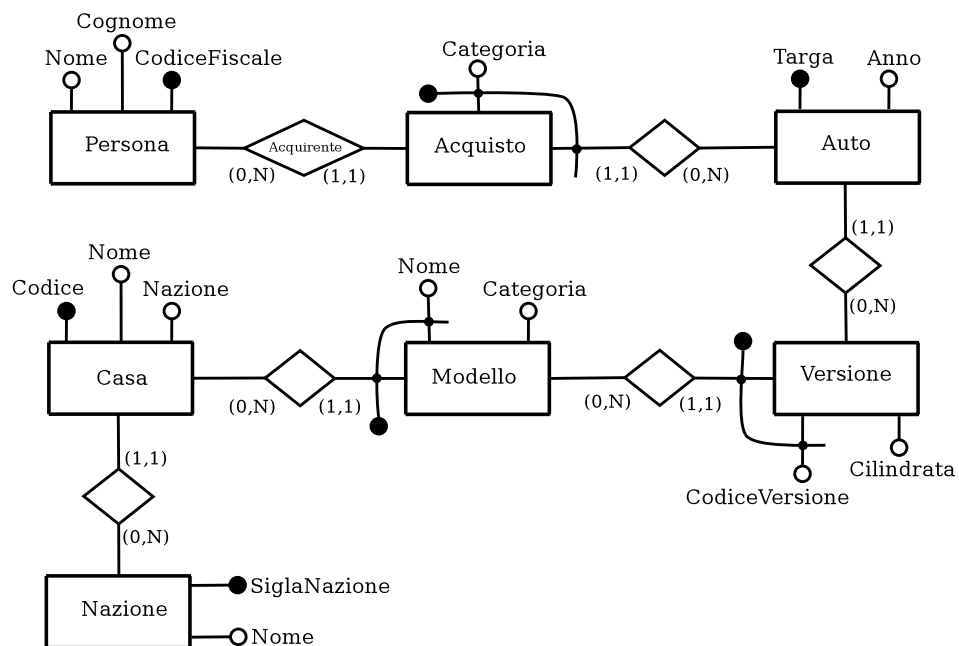 Cognome
Nome
CodiceFiscale
Categoria
Targa
Anno
Persona
Acquirente
Acquisto
Auto
(0,N)
(1,1)
(1,1)
(0,N)
(1,1)
(0,N)
Nome
Codice
Nazione
Nome
Categoria
Casa
Modello
Versione
(0,N)
(1,1)
(0,N)
(1,1)
CodiceVersione
Cilindrata
(1,1)
(0,N)
Nazione
SiglaNazione
Nome